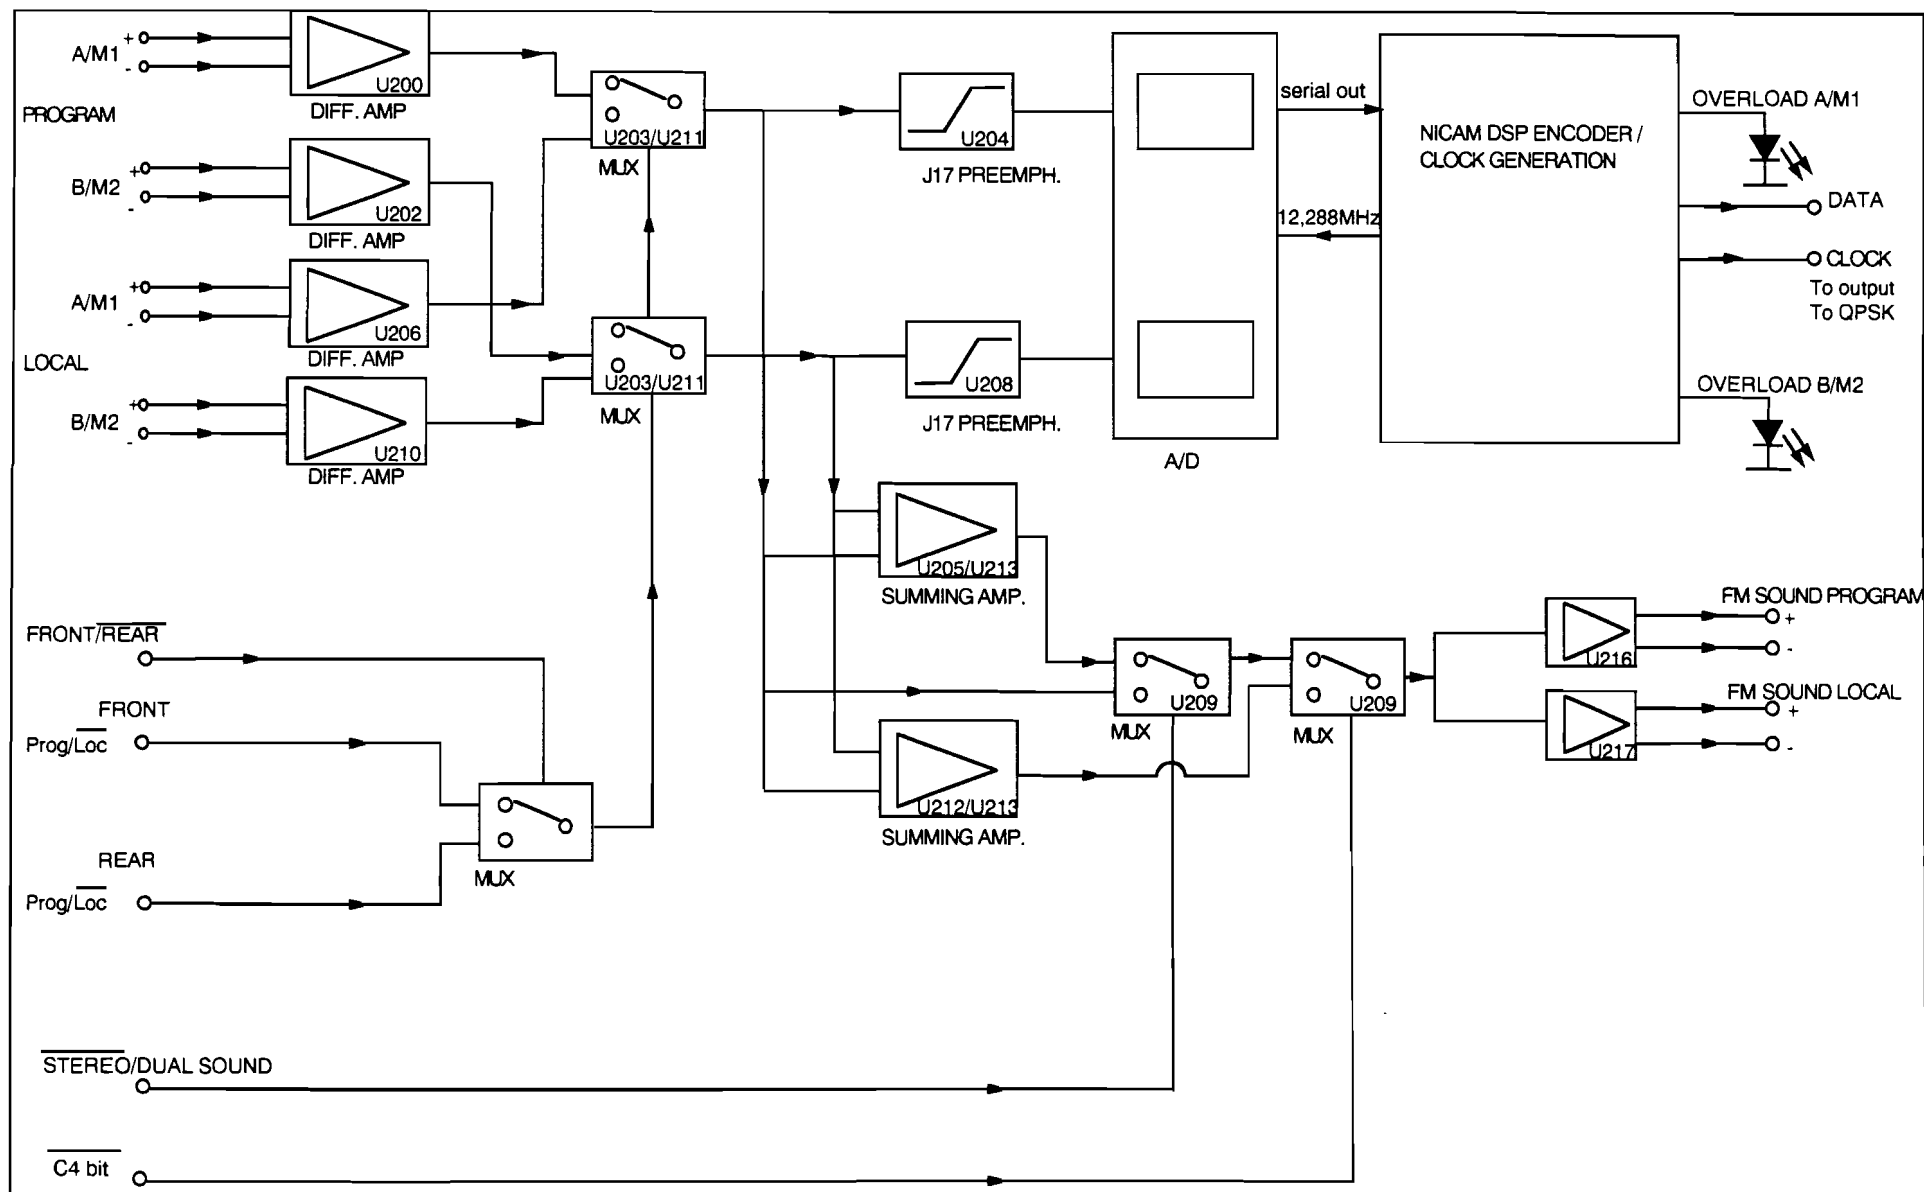 A/M1
+
-
U200
DIFF. AMP
PROGRAM
B/M2
+
-
U202
DIFF. AMP
A/M1
+
-
U206
DIFF. AMP
LOCAL
B/M2
+
-
U210
DIFF. AMP
U203/U211
MUX
U203/U211
MUX
U204
J17 PREEMPH.
U208
J17 PREEMPH.
A/D
serial out
12,288MHz
NICAM DSP ENCODER /
CLOCK GENERATION
OVERLOAD A/M1
DATA
CLOCK
To output
To QPSK
OVERLOAD B/M2
U205/U213
SUMMING AMP.
U212/U213
SUMMING AMP.
U209
MUX
U209
MUX
U216
FM SOUND PROGRAM
+
-
U217
FM SOUND LOCAL
+
-
FRONT/REAR
FRONT
Prog/Loc
REAR
Prog/Loc
MUX
STEREO/DUAL SOUND
C4 bit